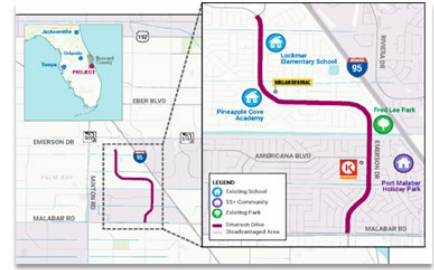 Jacksonville
Orlando
Tampa
Brevard
County
PROJECT
192
EBER BLVD
EMERSON DR
95
PALM BAY
MINTON RD
MALABAR RD
Lockmar
Elementary School
95
RIVIERA DR
Pineapple Cove
Academy
Fred Lee Park
AMERICANA BLVD
EMERSON DR
K
Port Malabar
Holiday Park
MALABAR RD
LEGEND
Existing School
55+ Community
Existing Park
Emerson Drive
Disadvantaged Area